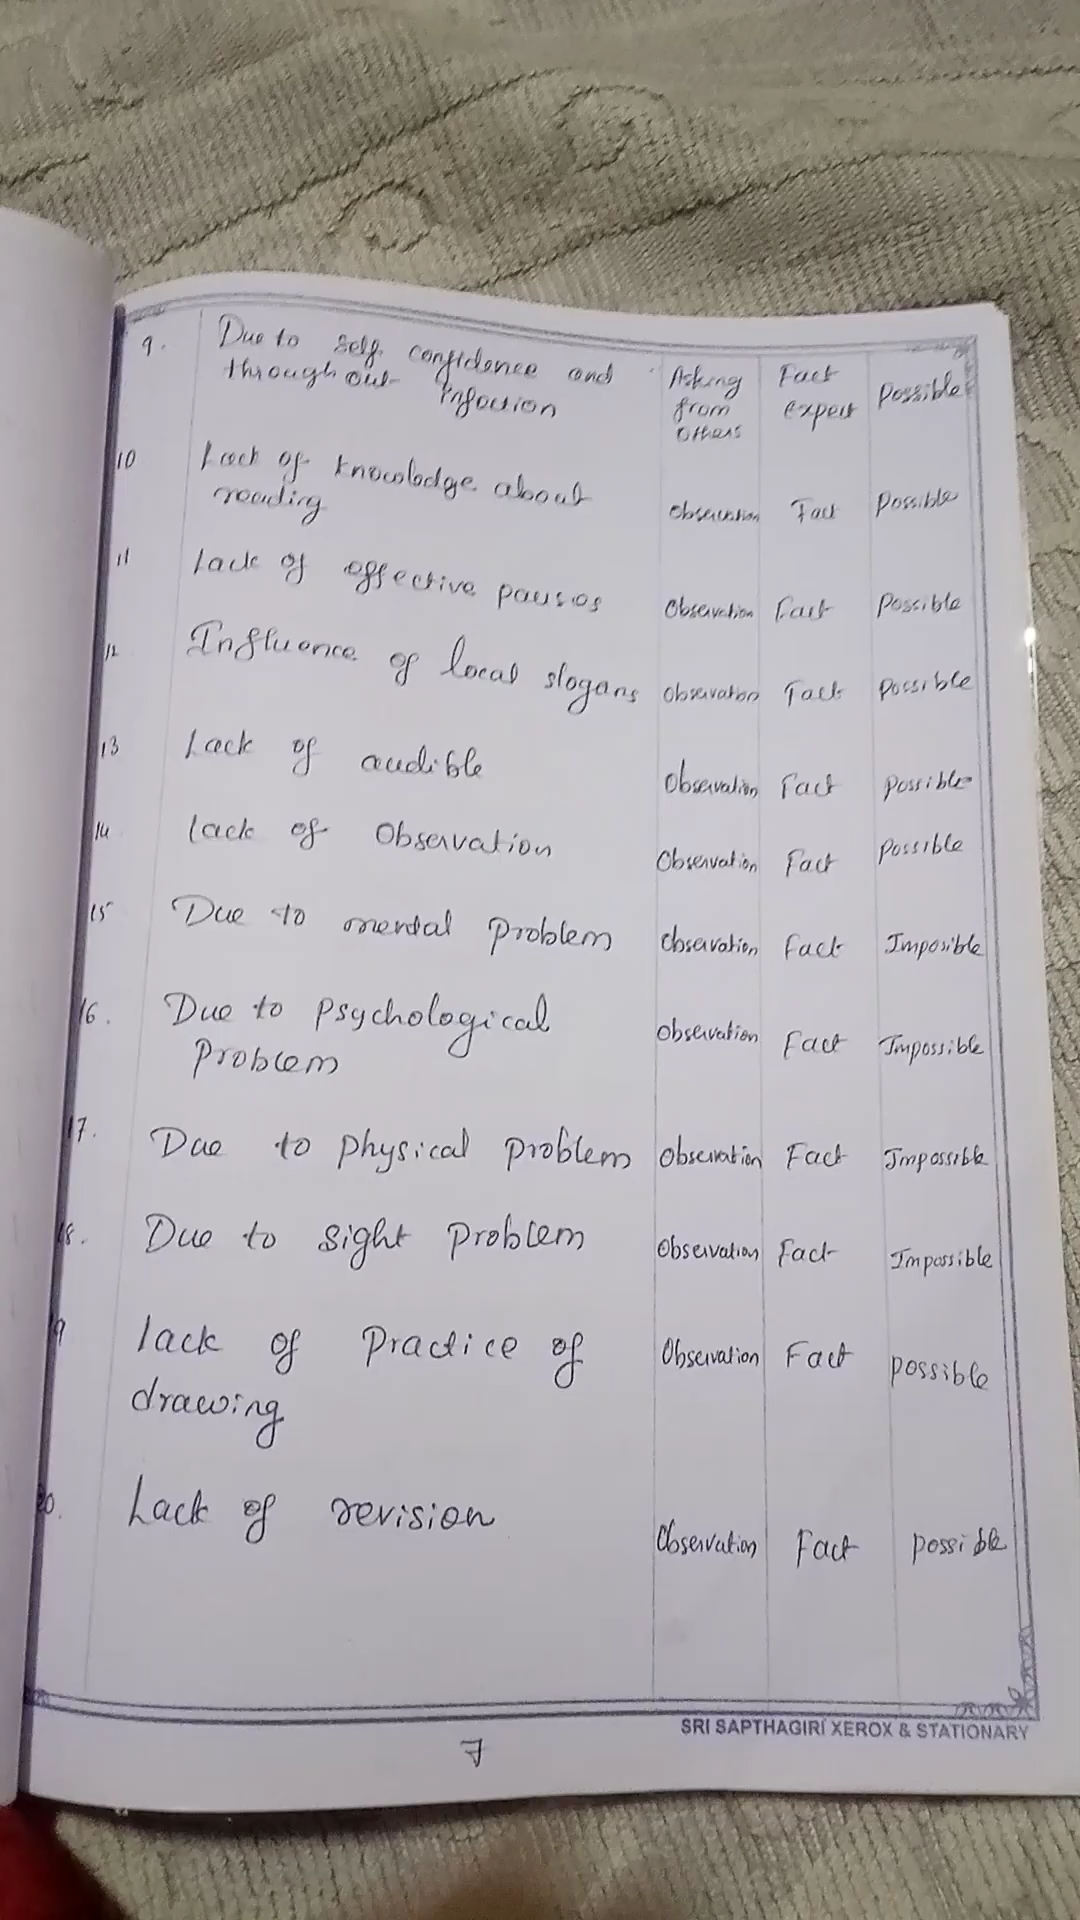 9. Due to self confidence and
throughout infection
Asking from others
Fact expert
possible
10 Lack of knowledge about
reading
Observation Fact possible
11 Lack of effective pauses Observation Fact possible
12 Influence of local slogans Observation Fact possible
13 Lack of audible Observation Fact possible
14 lack of Observation Observation Fact possible
15 Due to mental problem Observation Fact Imposible
16. Due to psychological
problem
Observation Fact Impossible
17. Due to physical problem Observation Fact Impossible
18. Due to sight problem Observation Fact Impossible
9 lack of Practice of
drawing
Observation Fact possible
20. Lack of revision
Observation Fact possible
SRI SAPTHAGIRI XEROX & STATIONARY
7